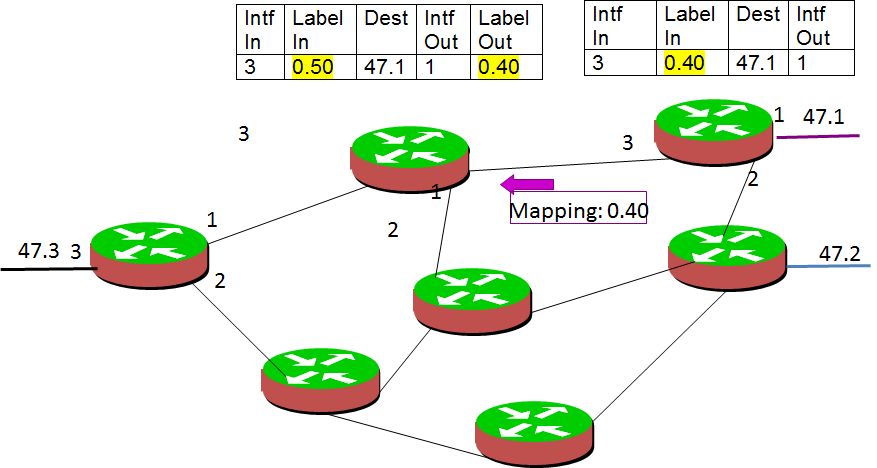 Intf In Label In Dest Intf Out Label Out
3 0.50 47.1 1 0.40
Intf In Label In Dest Intf Out
3 0.40 47.1 1
1 47.1
3
3
2
1
Mapping: 0.40
1
2
47.3 3
47.2
2